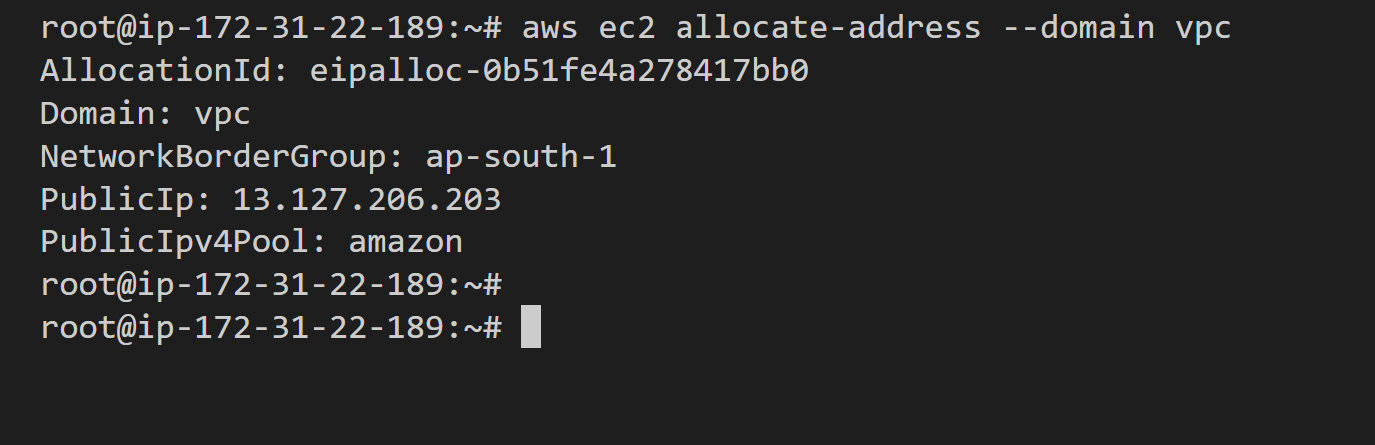 root@ip-172-31-22-189:~# aws ec2 allocate-address --domain vpc
AllocationId: eipalloc-0b51fe4a278417bb0
Domain: vpc
NetworkBorderGroup: ap-south-1
PublicIp: 13.127.206.203
PublicIpv4Pool: amazon
root@ip-172-31-22-189:~#
root@ip-172-31-22-189:~#